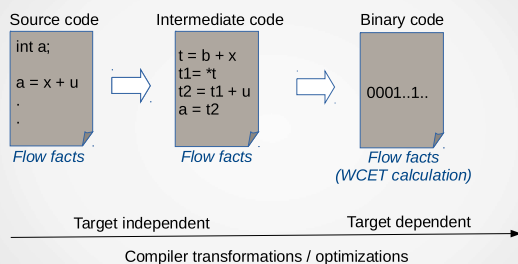 Source code
int a;
a = x + u
.
.
Flow facts
Intermediate code
t = b + x
t1= *t
t2 = t1 + u
a = t2
Flow facts
Binary code
0001..1..
Flow facts
(WCET calculation)
Target independent
Target dependent
Compiler transformations / optimizations